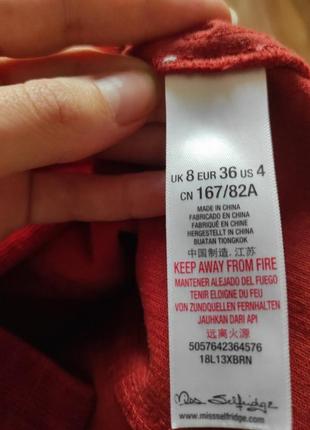 UK 8 EUR 36 US 4
CN 167/82A
MADE IN CHINA
FABRICADO EN CHINA
FABRIQUÉ EN CHINE
HERGESTELLT IN CHINA
BUATAN TIONGKOK
中国制造, 江苏
KEEP AWAY FROM FIRE
MANTENER ALEJADO DEL FUEGO
TENIR ELOIGNE DU FEU
VON ZUNDQUELLEN FERNHALTEN
JAUHKAN DARI API
远离火源
5057642364576
18L13XBRN
Miss Selfridge
www.missselfridge.com